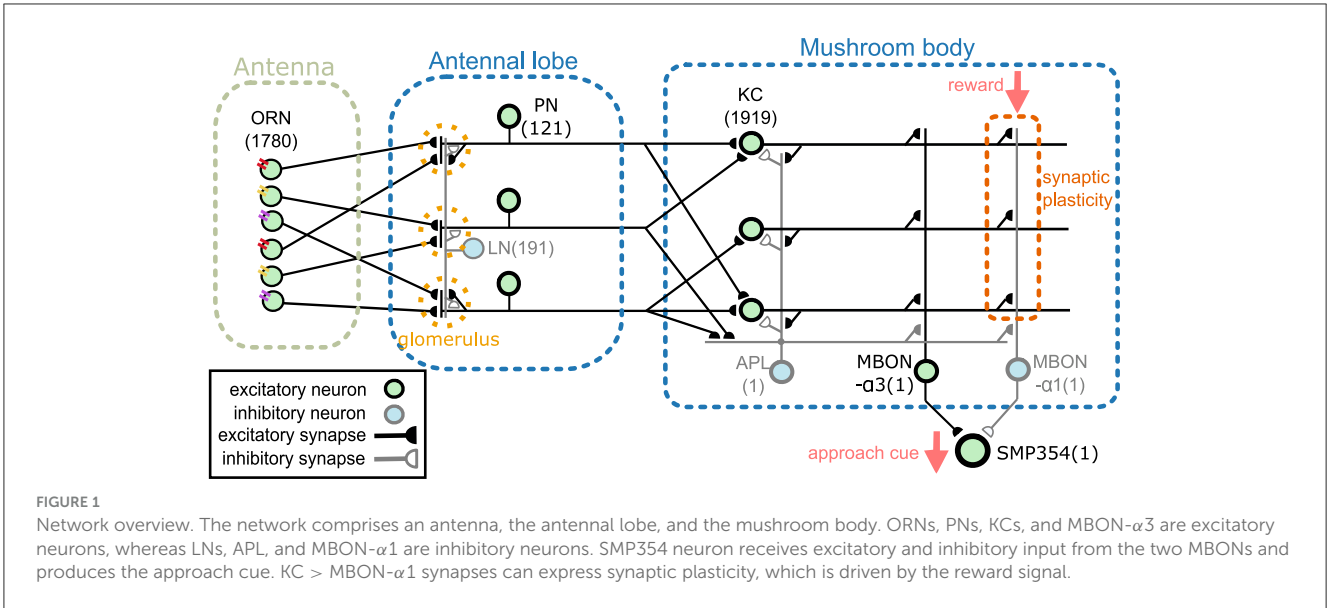 Antenna
Antennal lobe
Mushroom body
ORN
(1780)
PN
(121)
KC
(1919)
reward
synaptic
plasticity
LN(191)
glomerulus
APL
(1)
MBON
-α3(1)
MBON
-α1(1)
approach cue
SMP354(1)
excitatory neuron
inhibitory neuron
excitatory synapse
inhibitory synapse
FIGURE 1
Network overview. The network comprises an antenna, the antennal lobe, and the mushroom body. ORNs, PNs, KCs, and MBON-α3 are excitatory
neurons, whereas LNs, APL, and MBON-α1 are inhibitory neurons. SMP354 neuron receives excitatory and inhibitory input from the two MBONs and
produces the approach cue. KC > MBON-α1 synapses can express synaptic plasticity, which is driven by the reward signal.